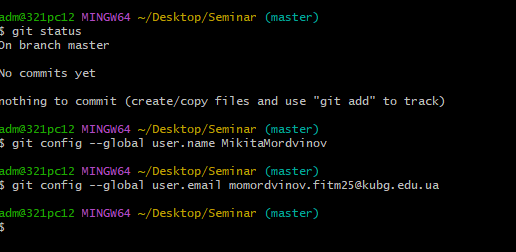 adm@321pc12 MINGW64 ~/Desktop/Seminar (master)
$ git status
On branch master
No commits yet
nothing to commit (create/copy files and use "git add" to track)
adm@321pc12 MINGW64 ~/Desktop/Seminar (master)
$ git config --global user.name MikitaMordvinov
adm@321pc12 MINGW64 ~/Desktop/Seminar (master)
$ git config --global user.email momordvinov.fitm25@kubg.edu.ua
adm@321pc12 MINGW64 ~/Desktop/Seminar (master)
$